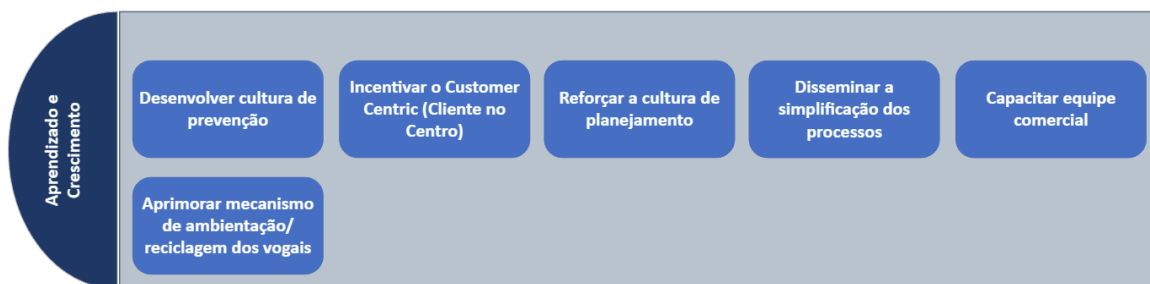 Aprendizado e
Crescimento
Desenvolver cultura de
prevenção
Incentivar o Customer
Centric (Cliente no
Centro)
Reforçar a cultura de
planejamento
Disseminar a
simplificação dos
processos
Capacitar equipe
comercial
Aprimorar mecanismo
de ambientação/
reciclagem dos vogais